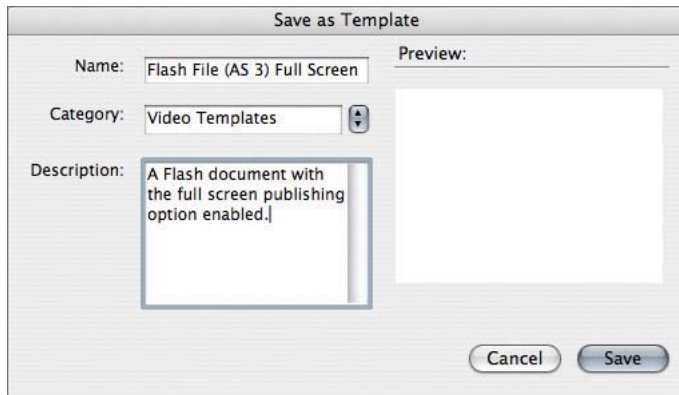 Save as Template
Name: Flash File (AS 3) Full Screen
Preview:
Category: Video Templates
Description: A Flash document with
the full screen publishing
option enabled.
Cancel Save